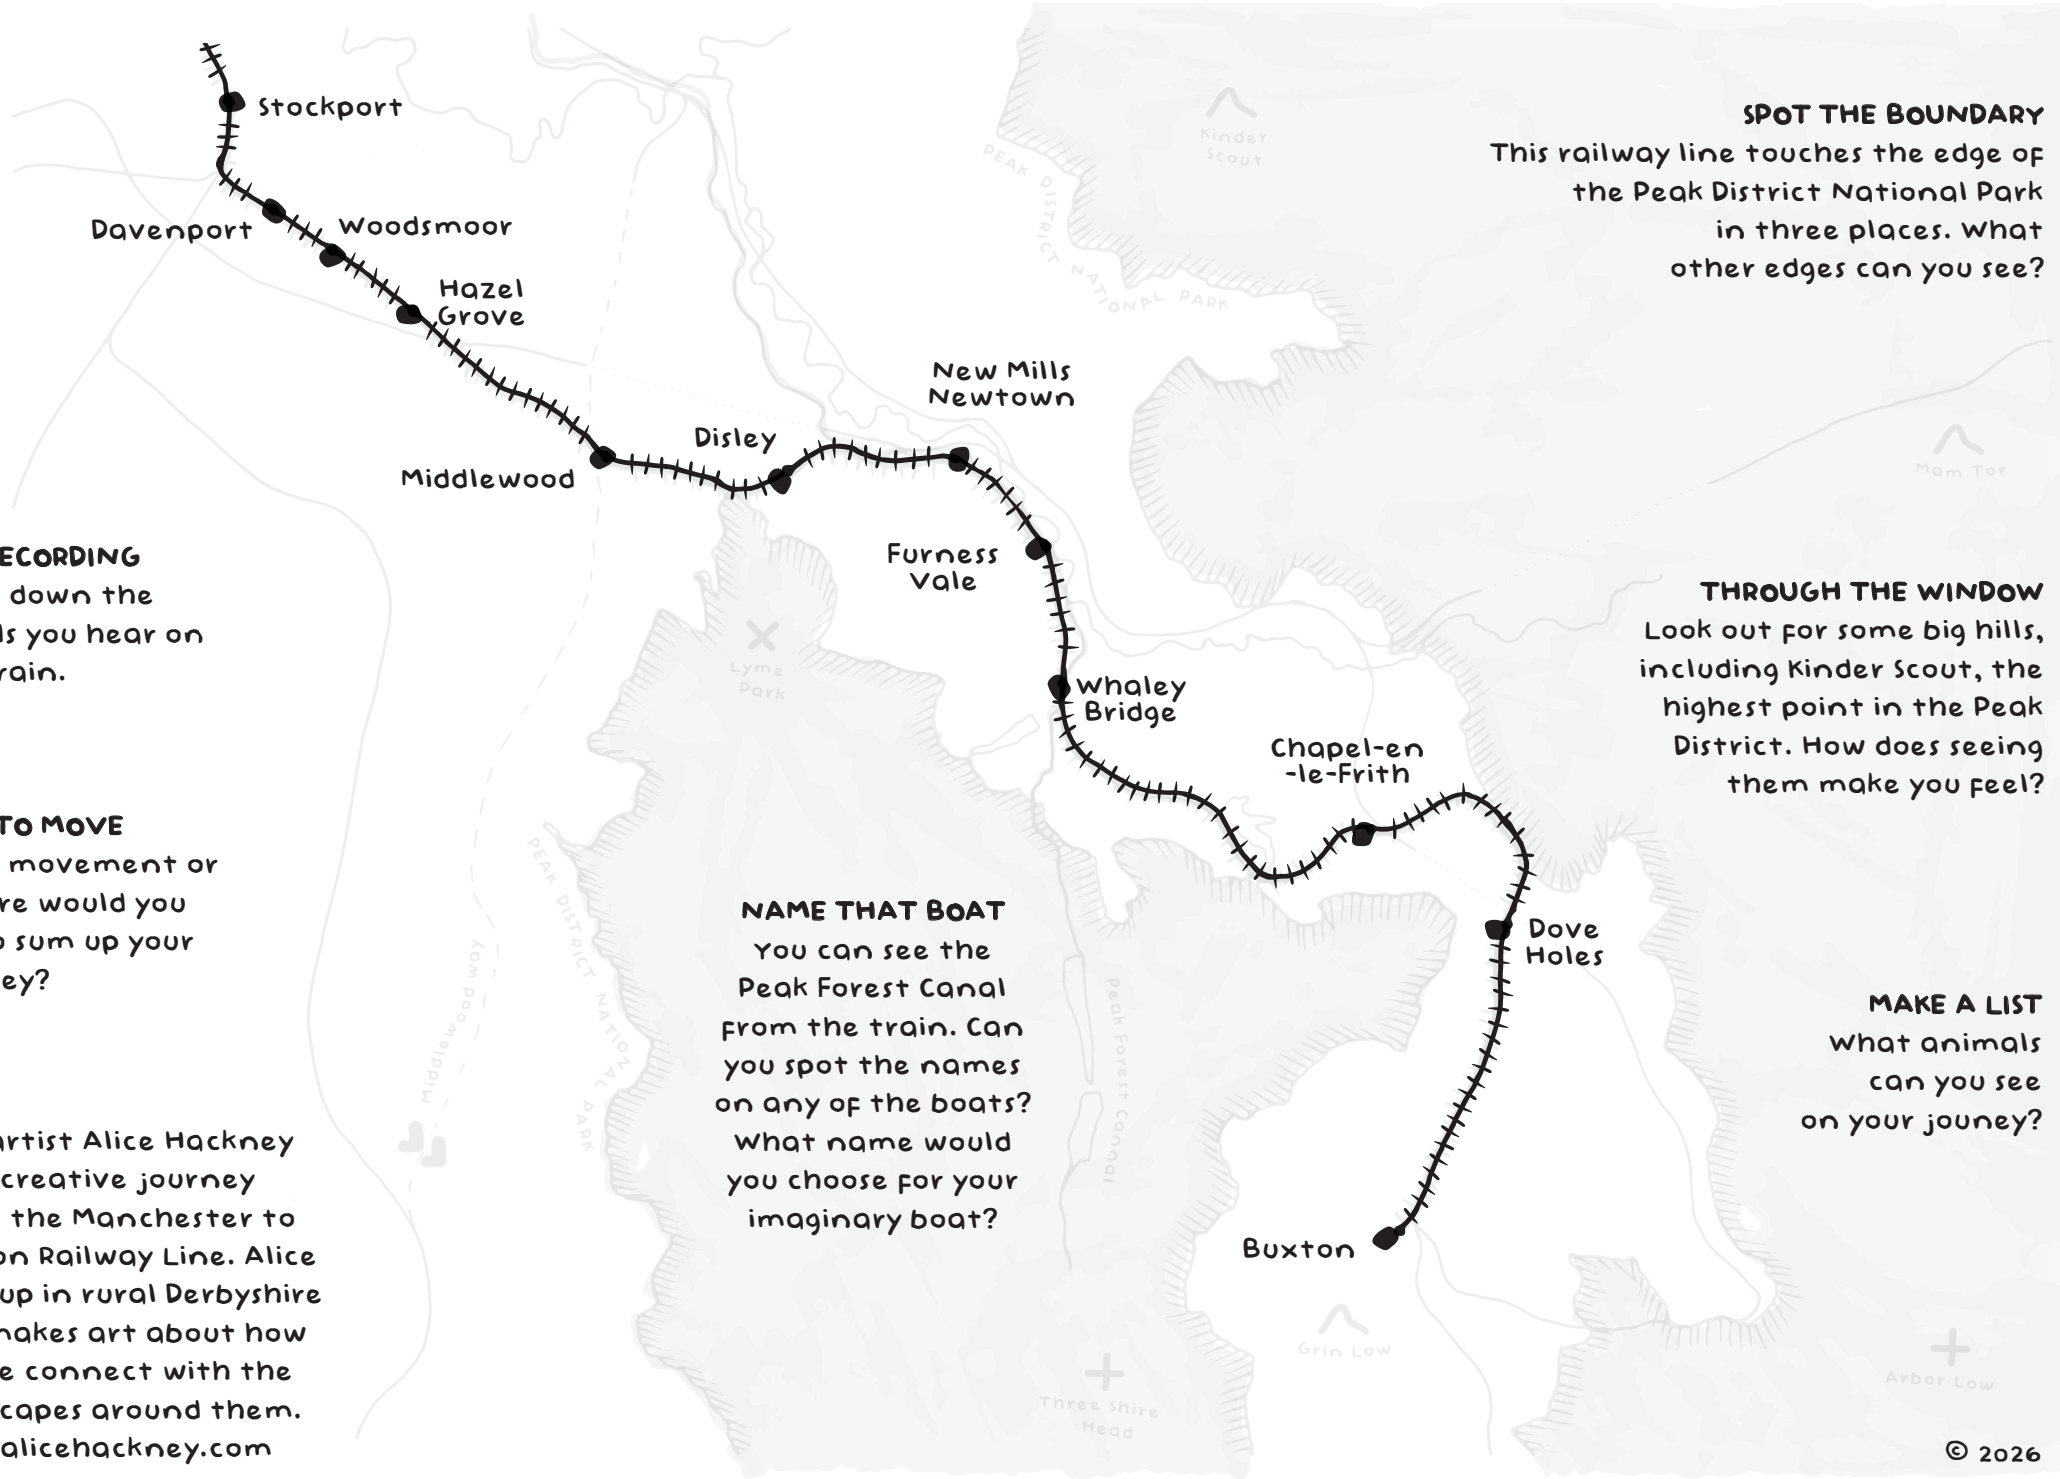 Stockport
Davenport
Woodsmoor
Hazel
Grove
Middlewood
Disley
New Mills
Newtown
Furness
Vale
Whaley
Bridge
Chapel-en
-le-Frith
Dove
Holes
Buxton
Kinder
Scout
PEAK DISTRICT NATIONAL PARK
Mam Tor
Lyme
Park
PEAK DISTRICT NATIONAL PARK
Middlewood way
Peak Forest Canal
Three Shire
Head
Grin Low
Arbor Low
SPOT THE BOUNDARY
This railway line touches the edge of
the Peak District National Park
in three places. What
other edges can you see?
THROUGH THE WINDOW
Look out for some big hills,
including Kinder Scout, the
highest point in the Peak
District. How does seeing
them make you feel?
MAKE A LIST
What animals
can you see
on your jouney?
NAME THAT BOAT
You can see the
Peak Forest Canal
from the train. Can
you spot the names
on any of the boats?
What name would
you choose for your
imaginary boat?
ECORDING
down the
ls you hear on
rain.
TO MOVE
movement or
re would you
o sum up your
ey?
artist Alice Hackney
creative journey
the Manchester to
on Railway Line. Alice
up in rural Derbyshire
makes art about how
e connect with the
capes around them.
alicehackney.com
© 2026